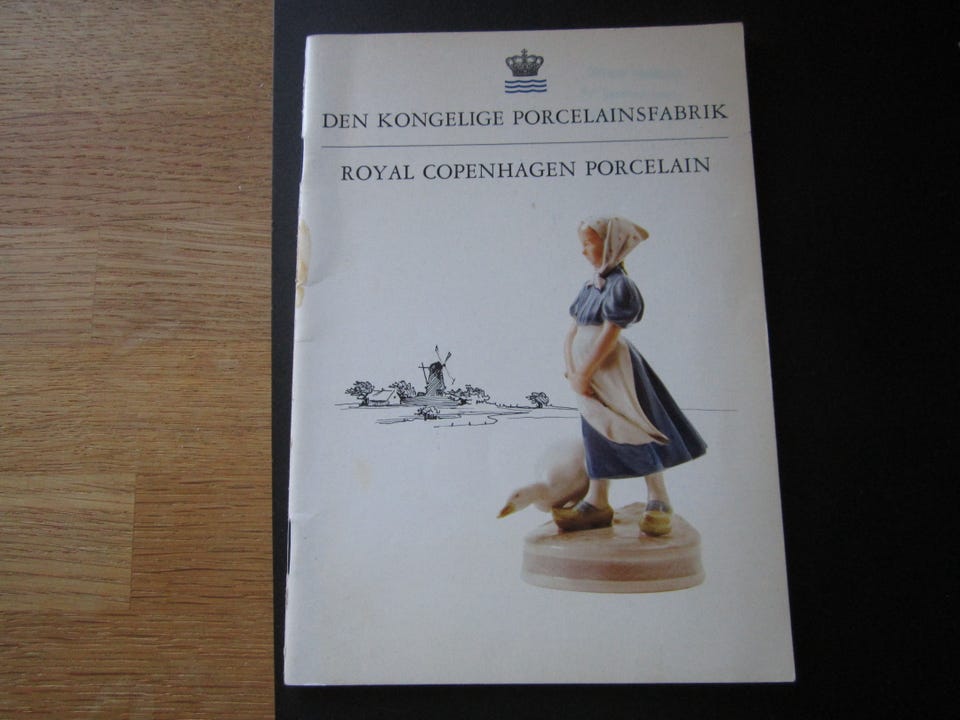 DEN KONGELIGE PORCELAINSFABRIK
ROYAL COPENHAGEN PORCELAIN